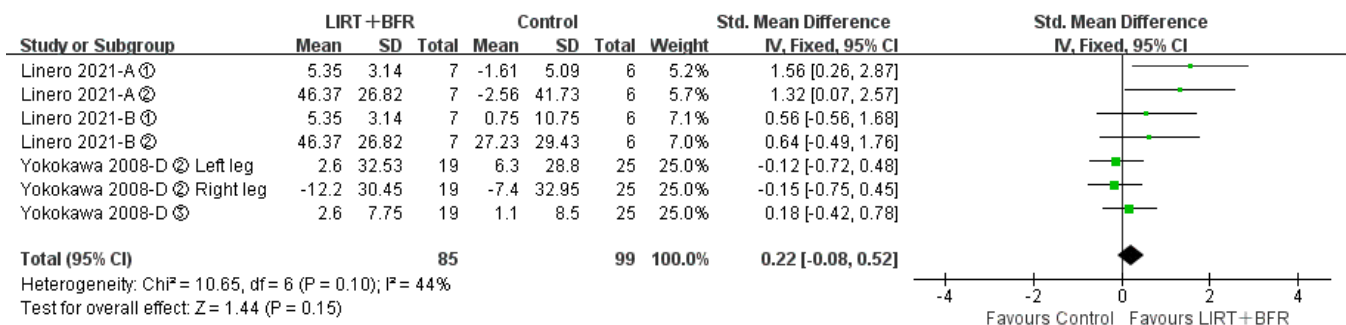 LIRT+BFR Control Std. Mean Difference Std. Mean Difference
Study or Subgroup Mean SD Total Mean SD Total Weight IV, Fixed, 95% CI IV, Fixed, 95% CI
Linero 2021-A ① 5.35 3.14 7 -1.61 5.09 6 5.2% 1.56 [0.26, 2.87]
Linero 2021-A ② 46.37 26.82 7 -2.56 41.73 6 5.7% 1.32 [0.07, 2.57]
Linero 2021-B ① 5.35 3.14 7 0.75 10.75 6 7.1% 0.56 [-0.56, 1.68]
Linero 2021-B ② 46.37 26.82 7 27.23 29.43 6 7.0% 0.64 [-0.49, 1.76]
Yokokawa 2008-D ② Left leg 2.6 32.53 19 6.3 28.8 25 25.0% -0.12 [-0.72, 0.48]
Yokokawa 2008-D ② Right leg -12.2 30.45 19 -7.4 32.95 25 25.0% -0.15 [-0.75, 0.45]
Yokokawa 2008-D ③ 2.6 7.75 19 1.1 8.5 25 25.0% 0.18 [-0.42, 0.78]
Total (95% CI) 85 99 100.0% 0.22 [-0.08, 0.52]
Heterogeneity: Chi² = 10.65, df = 6 (P = 0.10); I² = 44%
Test for overall effect: Z = 1.44 (P = 0.15)
-4 -2 0 2 4
Favours Control Favours LIRT+BFR